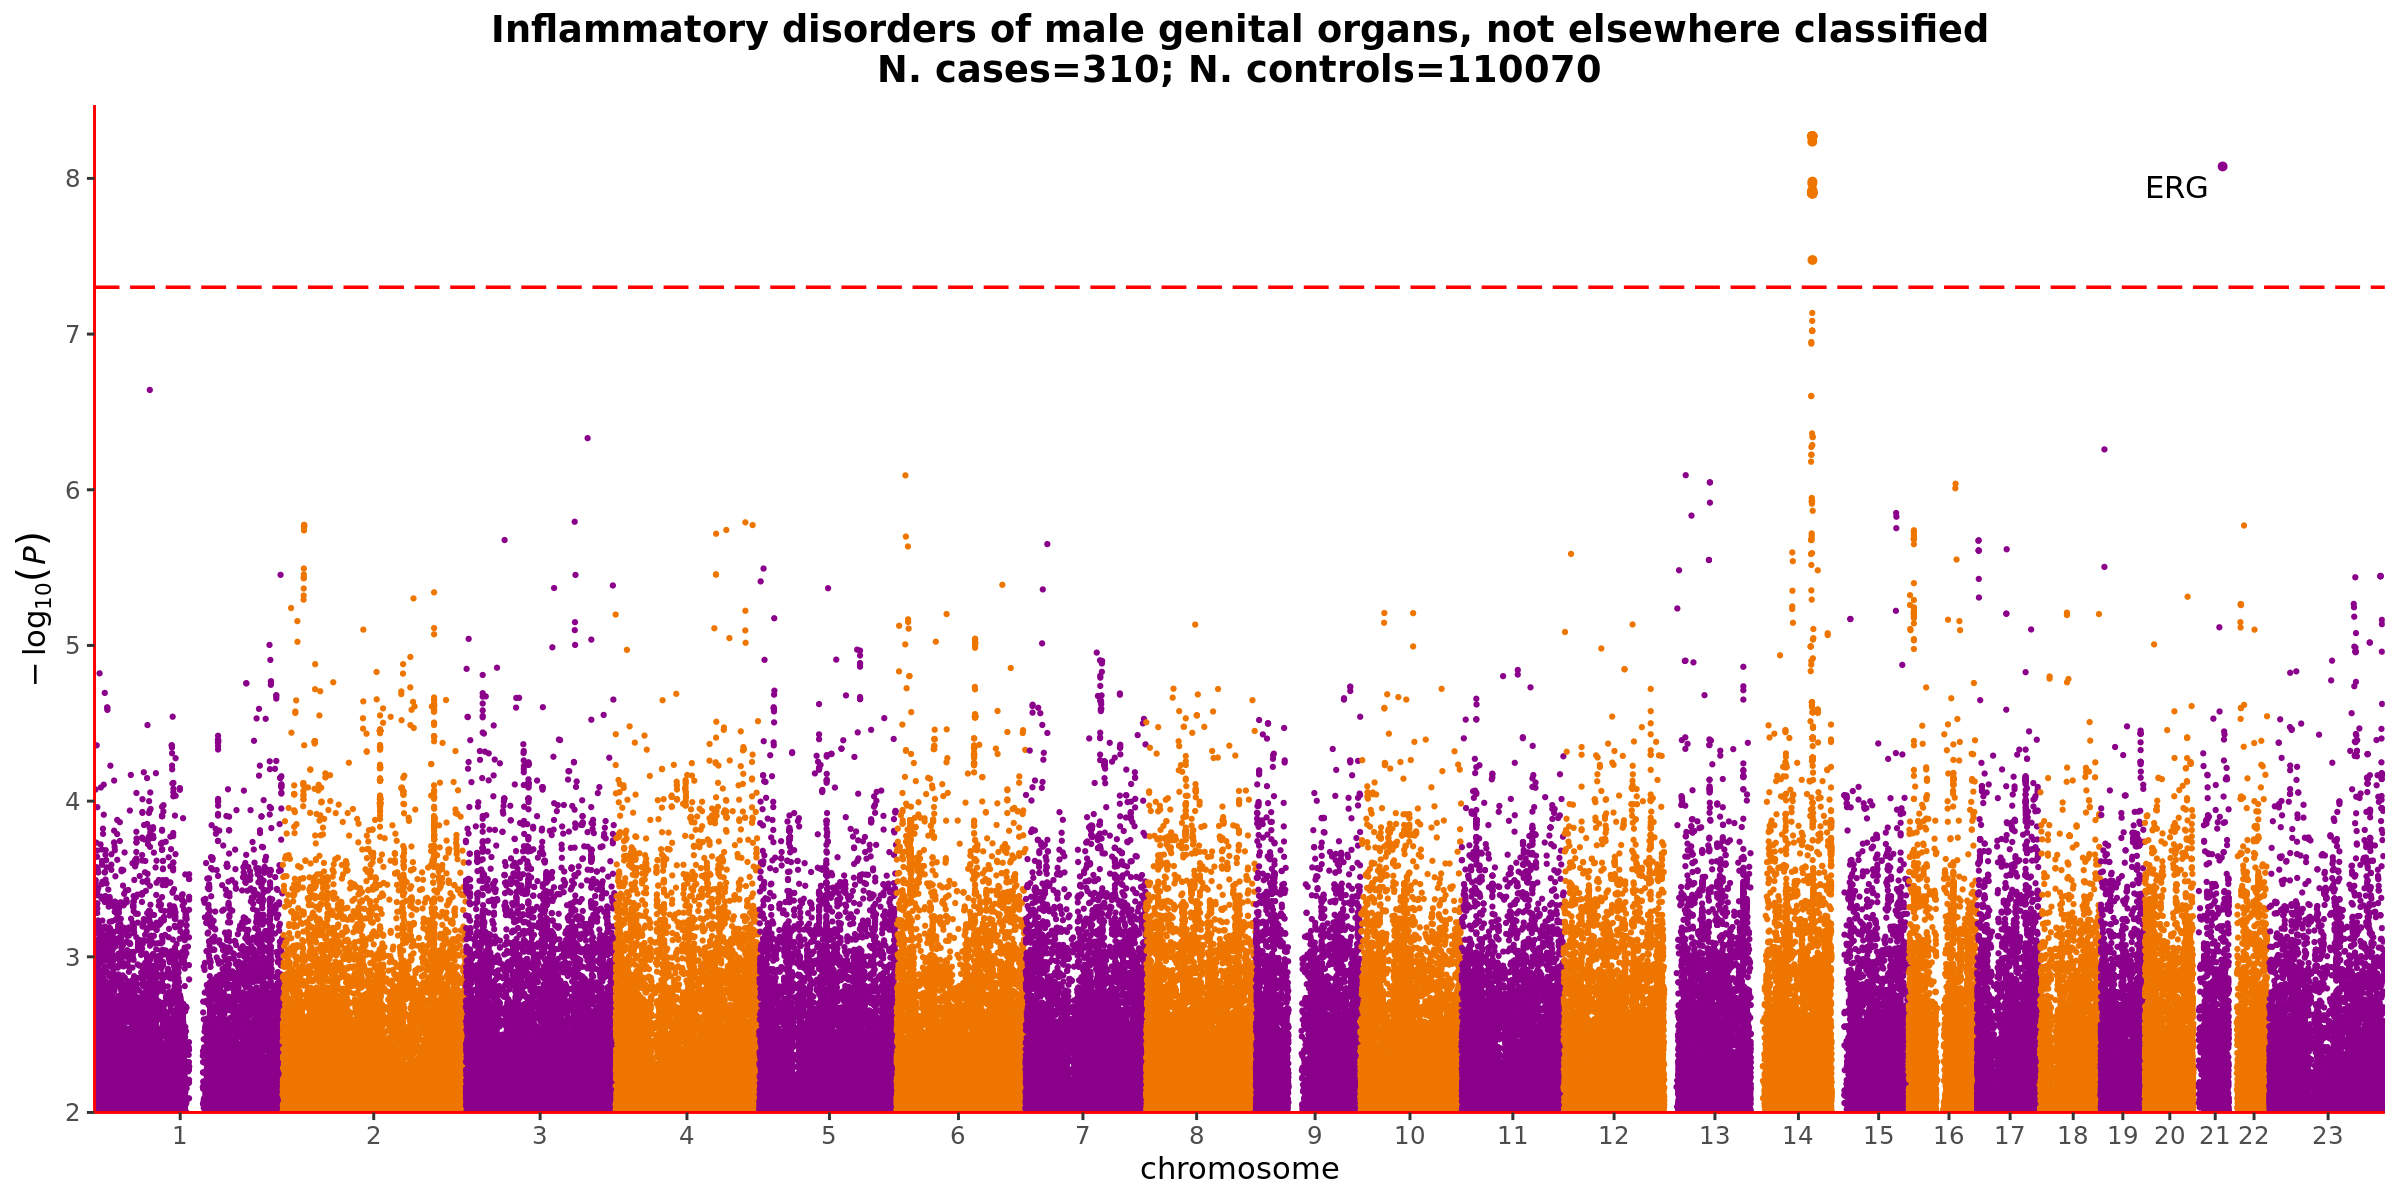 Inflammatory disorders of male genital organs, not elsewhere classified
N. cases=310; N. controls=110070
8
7
6
5
4
3
2
− log10(P)
ERG
1 2 3 4 5 6 7 8 9 10 11 12 13 14 15 16 17 18 19 20 21 22 23
chromosome